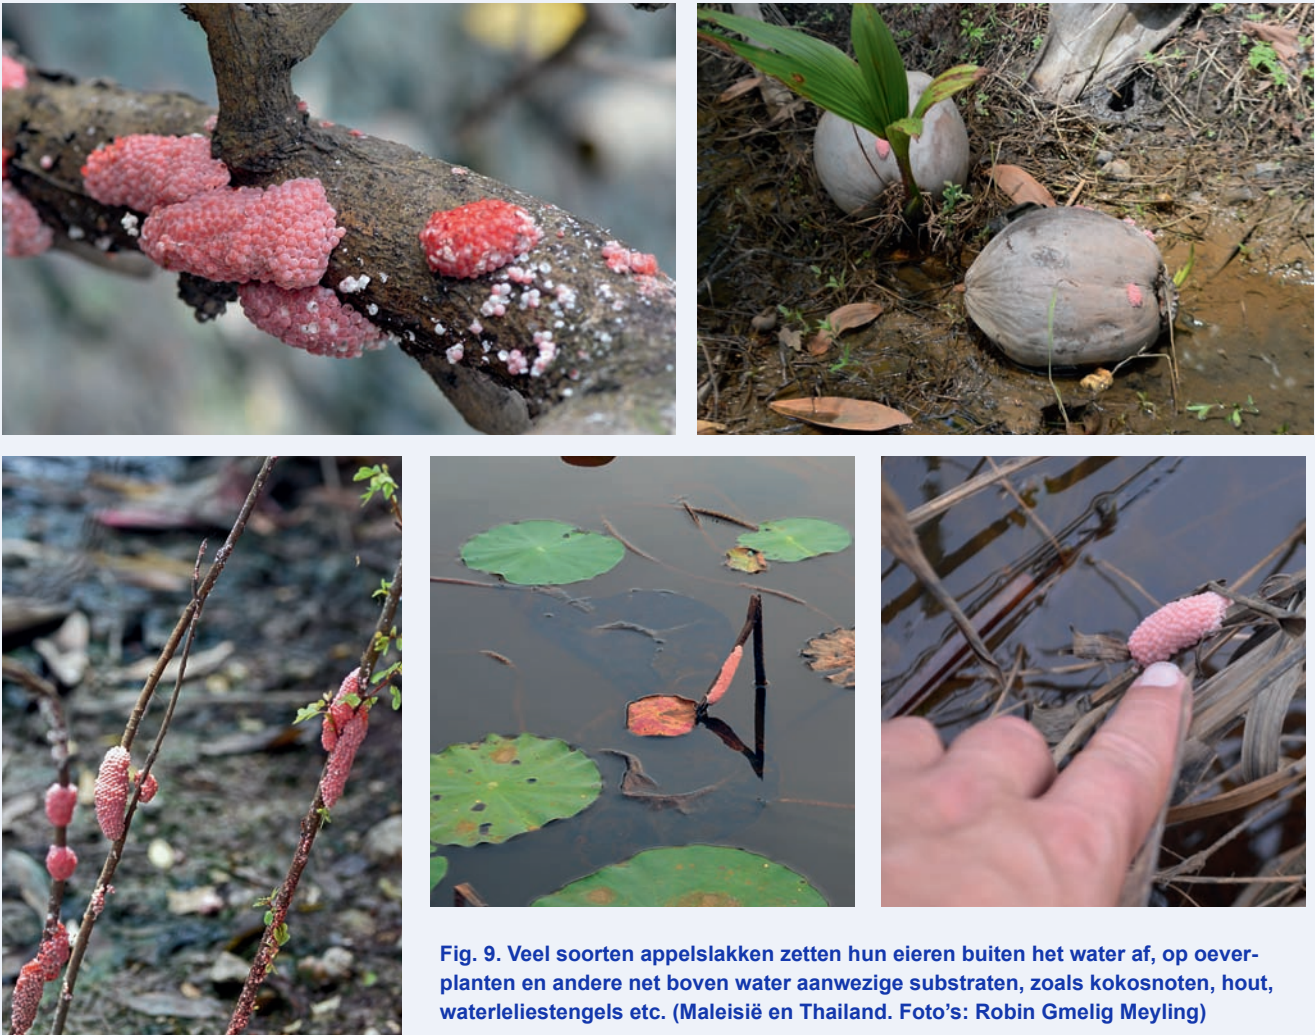 Fig. 9. Veel soorten appelslakken zetten hun eieren buiten het water af, op oever-
planten en andere net boven water aanwezige substraten, zoals kokosnoten, hout,
waterleliestengels etc. (Maleisië en Thailand. Foto’s: Robin Gmelig Meyling)